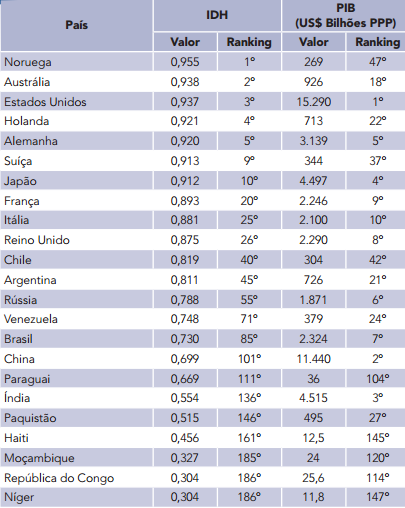 País IDH PIB (US$ Bilhões PPP)
Valor Ranking Valor Ranking
Noruega 0,955 1º 269 47º
Austrália 0,938 2º 926 18º
Estados Unidos 0,937 3º 15.290 1º
Holanda 0,921 4º 713 22º
Alemanha 0,920 5º 3.139 5º
Suíça 0,913 9º 344 37º
Japão 0,912 10º 4.497 4º
França 0,893 20º 2.246 9º
Itália 0,881 25º 2.100 10º
Reino Unido 0,875 26º 2.290 8º
Chile 0,819 40º 304 42º
Argentina 0,811 45º 726 21º
Rússia 0,788 55º 1.871 6º
Venezuela 0,748 71º 379 24º
Brasil 0,730 85º 2.324 7º
China 0,699 101º 11.440 2º
Paraguai 0,669 111º 36 104º
Índia 0,554 136º 4.515 3º
Paquistão 0,515 146º 495 27º
Haiti 0,456 161º 12,5 145º
Moçambique 0,327 185º 24 120º
República do Congo 0,304 186º 25,6 114º
Níger 0,304 186º 11,8 147º